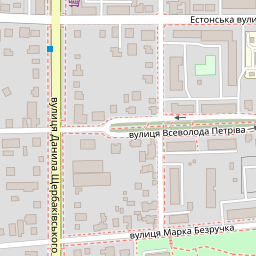 Естонська вули
вулиця Данила Щербаківського
вулиця Всеволода Петріва
вулиця Марка Безручка